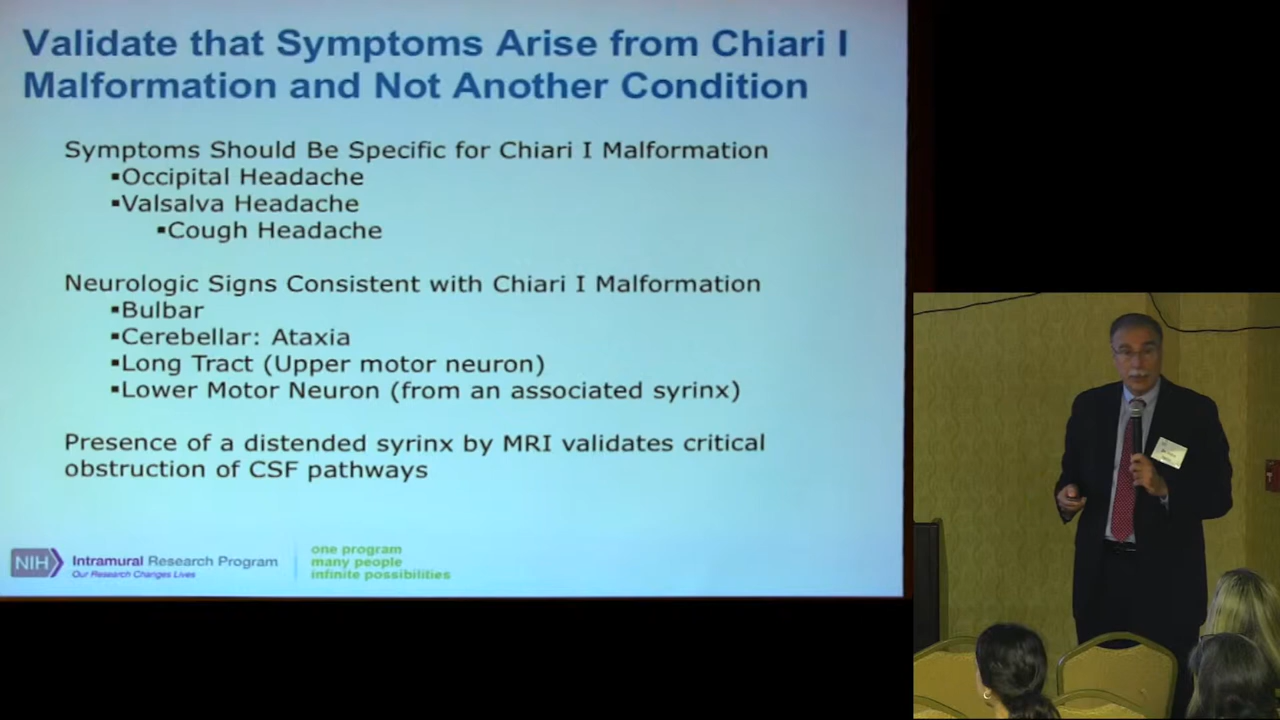 Validate that Symptoms Arise from Chiari I
Malformation and Not Another Condition
Symptoms Should Be Specific for Chiari I Malformation
▪Occipital Headache
▪Valsalva Headache
▪Cough Headache
Neurologic Signs Consistent with Chiari I Malformation
▪Bulbar
▪Cerebellar: Ataxia
▪Long Tract (Upper motor neuron)
▪Lower Motor Neuron (from an associated syrinx)
Presence of a distended syrinx by MRI validates critical
obstruction of CSF pathways
NIH
Intramural Research Program
Our Research Changes Lives
one program
many people
infinite possibilities